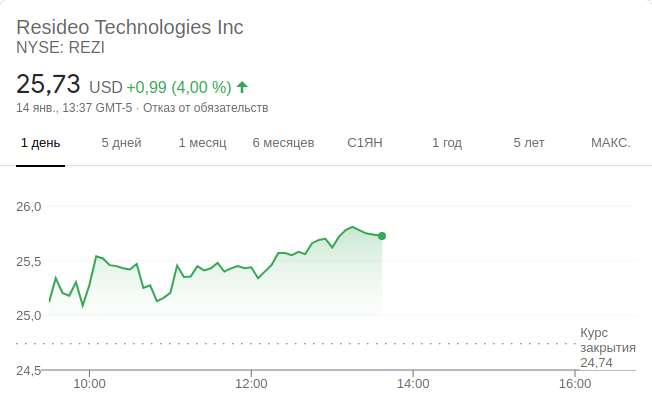 Resideo Technologies Inc
NYSE: REZI
25,73 USD +0,99 (4,00 %)
14 янв., 13:37 GMT-5 · Отказ от обязательств
1 день 5 дней 1 месяц 6 месяцев С1ЯН 1 год 5 лет МАКС.
26,0
25,5
25,0
Курс
закрытия
24,74
24,5
10:00 12:00 14:00 16:00